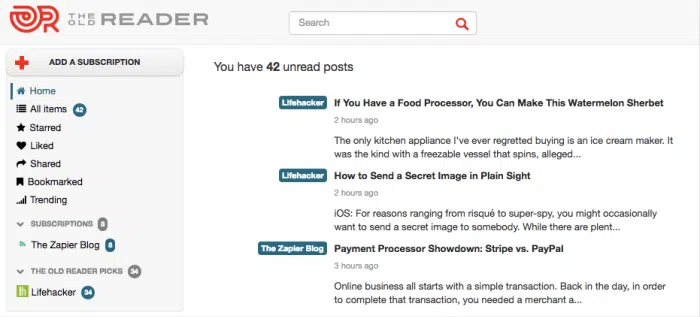 THE OLD READER
Search
ADD A SUBSCRIPTION
Home
All items 42
Starred
Liked
Shared
Bookmarked
Trending
SUBSCRIPTIONS 8
The Zapier Blog 8
THE OLD READER PICKS 34
Lifehacker 34
You have 42 unread posts
Lifehacker If You Have a Food Processor, You Can Make This Watermelon Sherbet
2 hours ago
The only kitchen appliance I've ever regretted buying is an ice cream maker. It
was the kind with a freezable vessel that spins, alleged...
Lifehacker How to Send a Secret Image in Plain Sight
2 hours ago
iOS: For reasons ranging from risqué to super-spy, you might occasionally
want to send a secret image to somebody. While there are plent...
The Zapier Blog Payment Processor Showdown: Stripe vs. PayPal
3 hours ago
Online business all starts with a simple transaction. Back in the day, in order
to complete that transaction, you needed a merchant a...